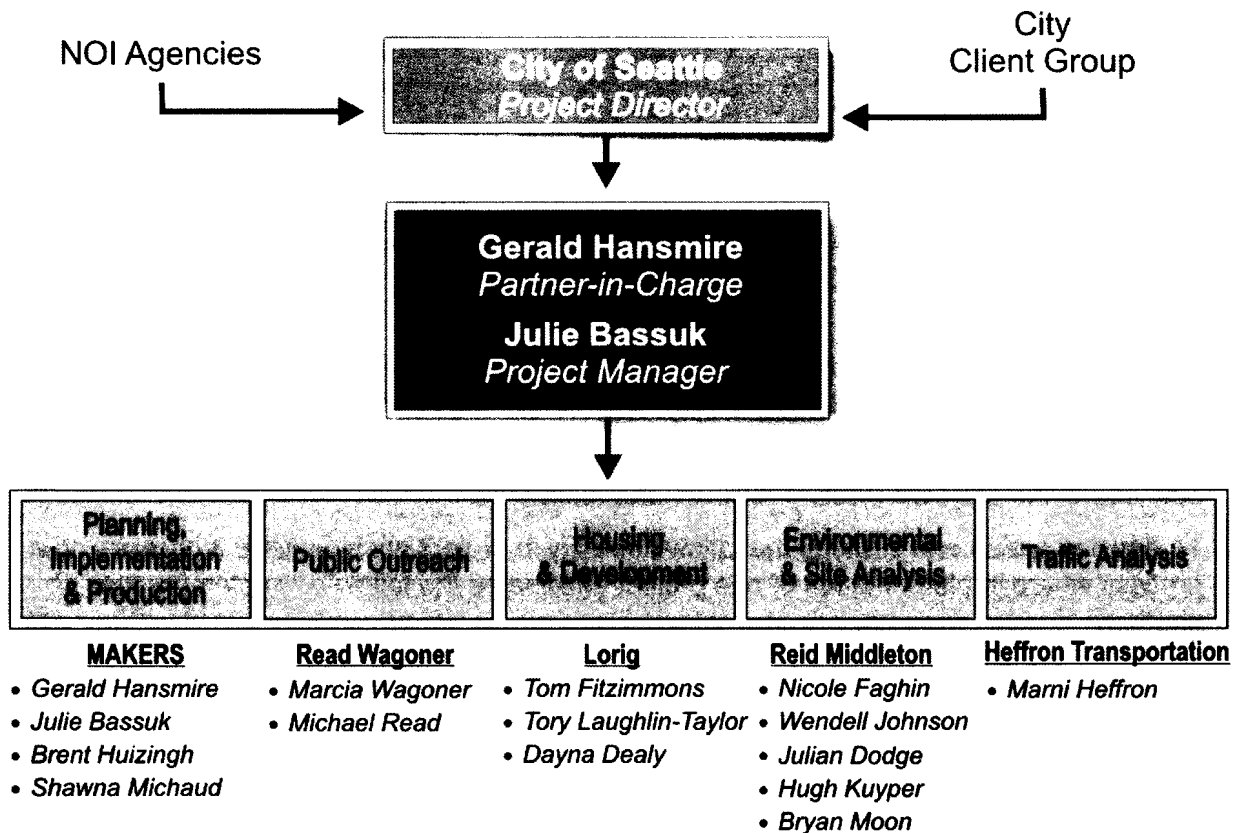 NOI Agencies
City
Client Group
City of Seattle
Project Director
Gerald Hansmire
Partner-in-Charge
Julie Bassuk
Project Manager
Planning,
Implementation
& Production
Public Outreach
Housing
& Development
Environmental
& Site Analysis
Traffic Analysis
MAKERS
• Gerald Hansmire
• Julie Bassuk
• Brent Huizingh
• Shawna Michaud
Read Wagoner
• Marcia Wagoner
• Michael Read
Lorig
• Tom Fitzimmons
• Tory Laughlin-Taylor
• Dayna Dealy
Reid Middleton
• Nicole Faghin
• Wendell Johnson
• Julian Dodge
• Hugh Kuyper
• Bryan Moon
Heffron Transportation
• Marni Heffron